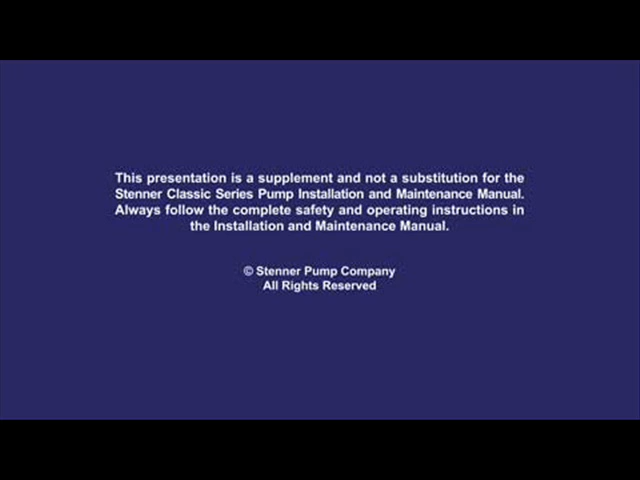 This presentation is a supplement and not a substitution for the
Stenner Classic Series Pump Installation and Maintenance Manual.
Always follow the complete safety and operating instructions in
the Installation and Maintenance Manual.
© Stenner Pump Company
All Rights Reserved